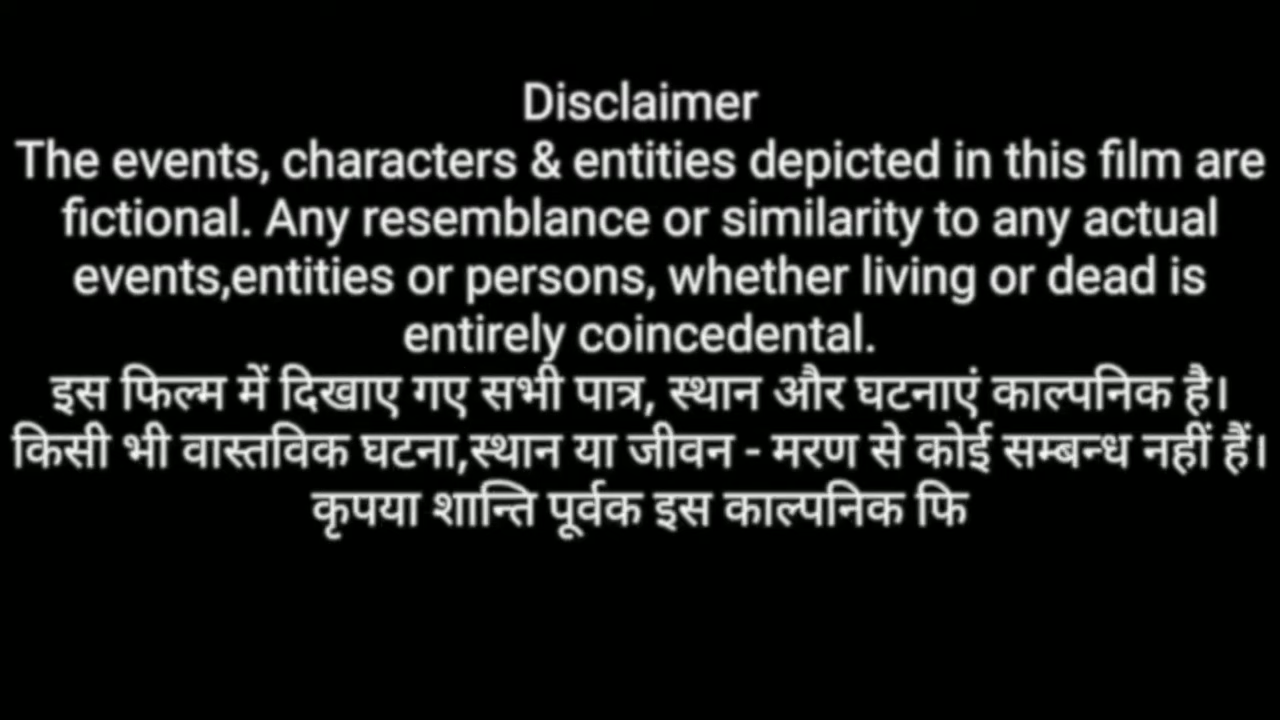 Disclaimer
The events, characters & entities depicted in this film are
fictional. Any resemblance or similarity to any actual
events,entities or persons, whether living or dead is
entirely coincedental.
इस फिल्म में दिखाए गए सभी पात्र, स्थान और घटनाएं काल्पनिक है।
किसी भी वास्तविक घटना,स्थान या जीवन - मरण से कोई सम्बन्ध नहीं हैं।
कृपया शान्ति पूर्वक इस काल्पनिक फि